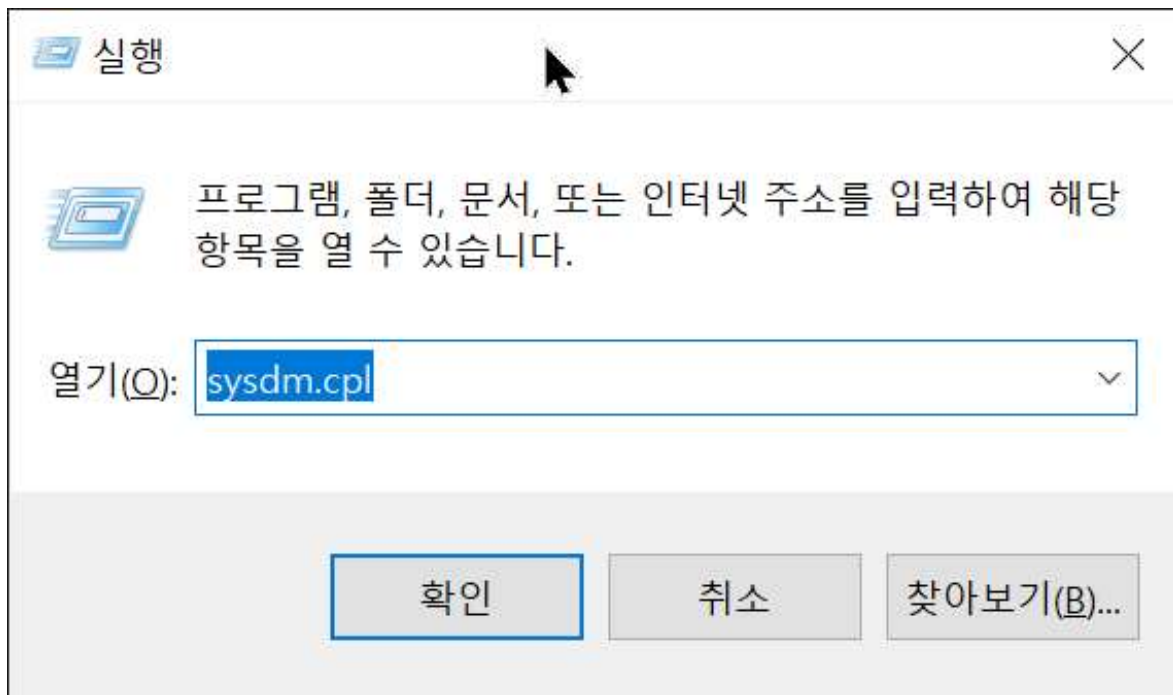 실행
프로그램, 폴더, 문서, 또는 인터넷 주소를 입력하여 해당
항목을 열 수 있습니다.
열기(O): sysdm.cpl
확인 취소 찾아보기(B)...